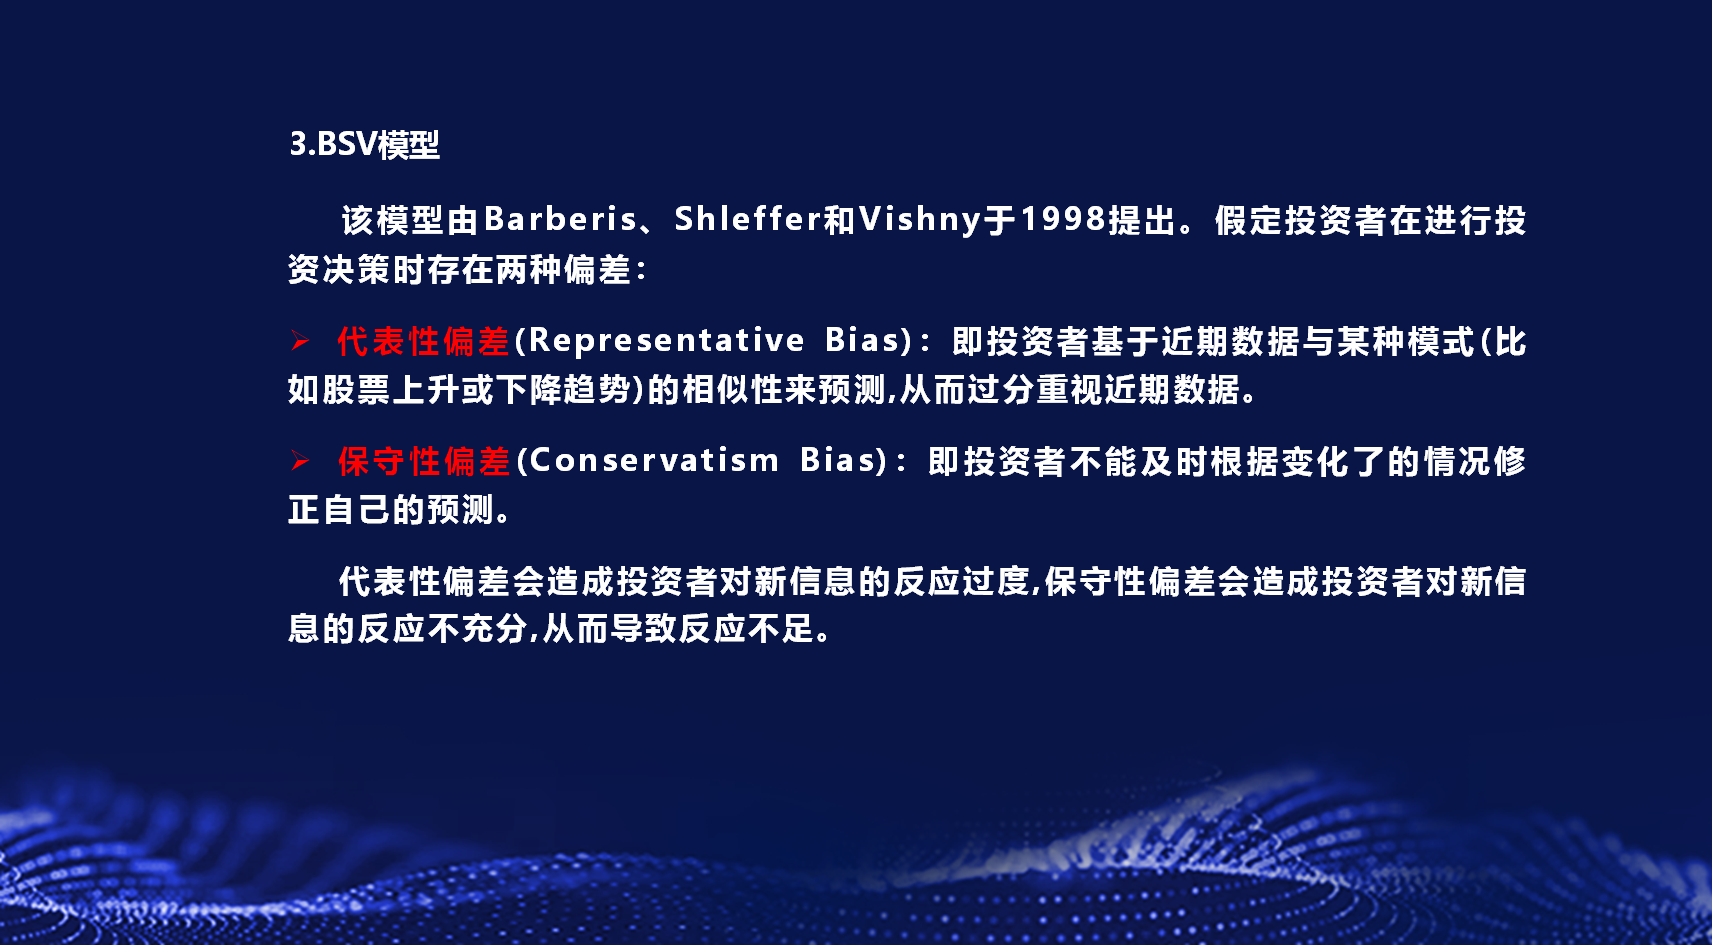 3.BSV模型
该模型由Barberis、Shleffer和Vishny于1998提出。假定投资者在进行投
资决策时存在两种偏差：
➢ 代表性偏差(Representative Bias)：即投资者基于近期数据与某种模式(比
如股票上升或下降趋势)的相似性来预测,从而过分重视近期数据。
➢ 保守性偏差(Conservatism Bias)：即投资者不能及时根据变化了的情况修
正自己的预测。
代表性偏差会造成投资者对新信息的反应过度,保守性偏差会造成投资者对新信
息的反应不充分,从而导致反应不足。